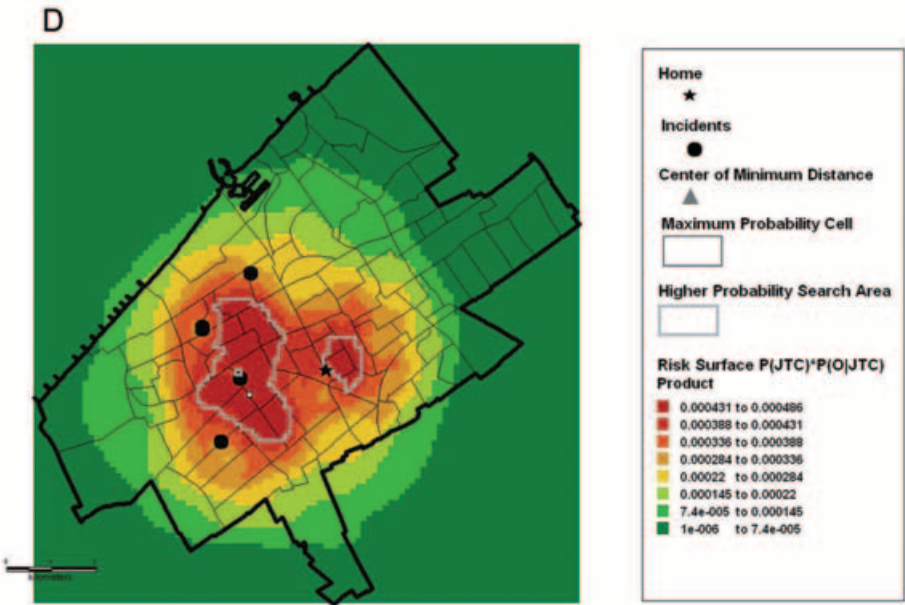 D
Home
Incidents
Center of Minimum Distance
Maximum Probability Cell
Higher Probability Search Area
Risk Surface P(JTC)*P(O|JTC)
Product
0.000431 to 0.000486
0.000388 to 0.000431
0.000336 to 0.000388
0.000284 to 0.000336
0.00022 to 0.000284
0.000145 to 0.00022
7.4e-005 to 0.000145
1e-006 to 7.4e-005
kilometers